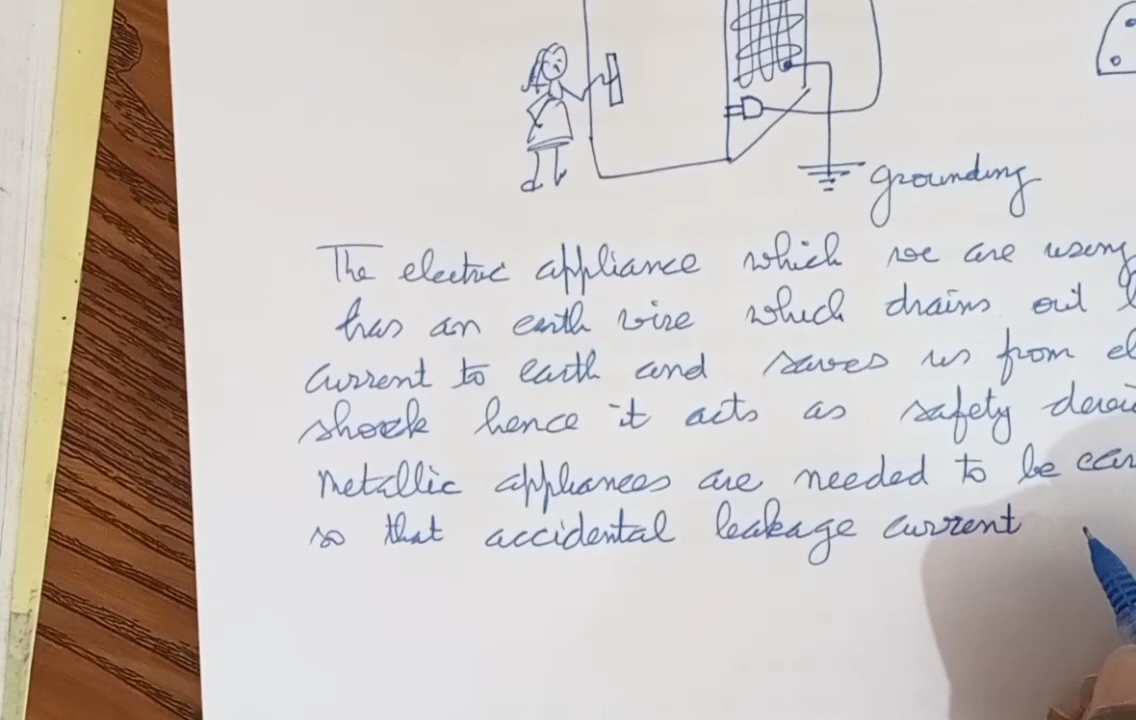 grounding
The electric appliance which we are using
has an earth wire which drains out
current to earth and saves us from
shock hence it acts as safety
Metallic appliances are needed to be
so that accidental leakage current